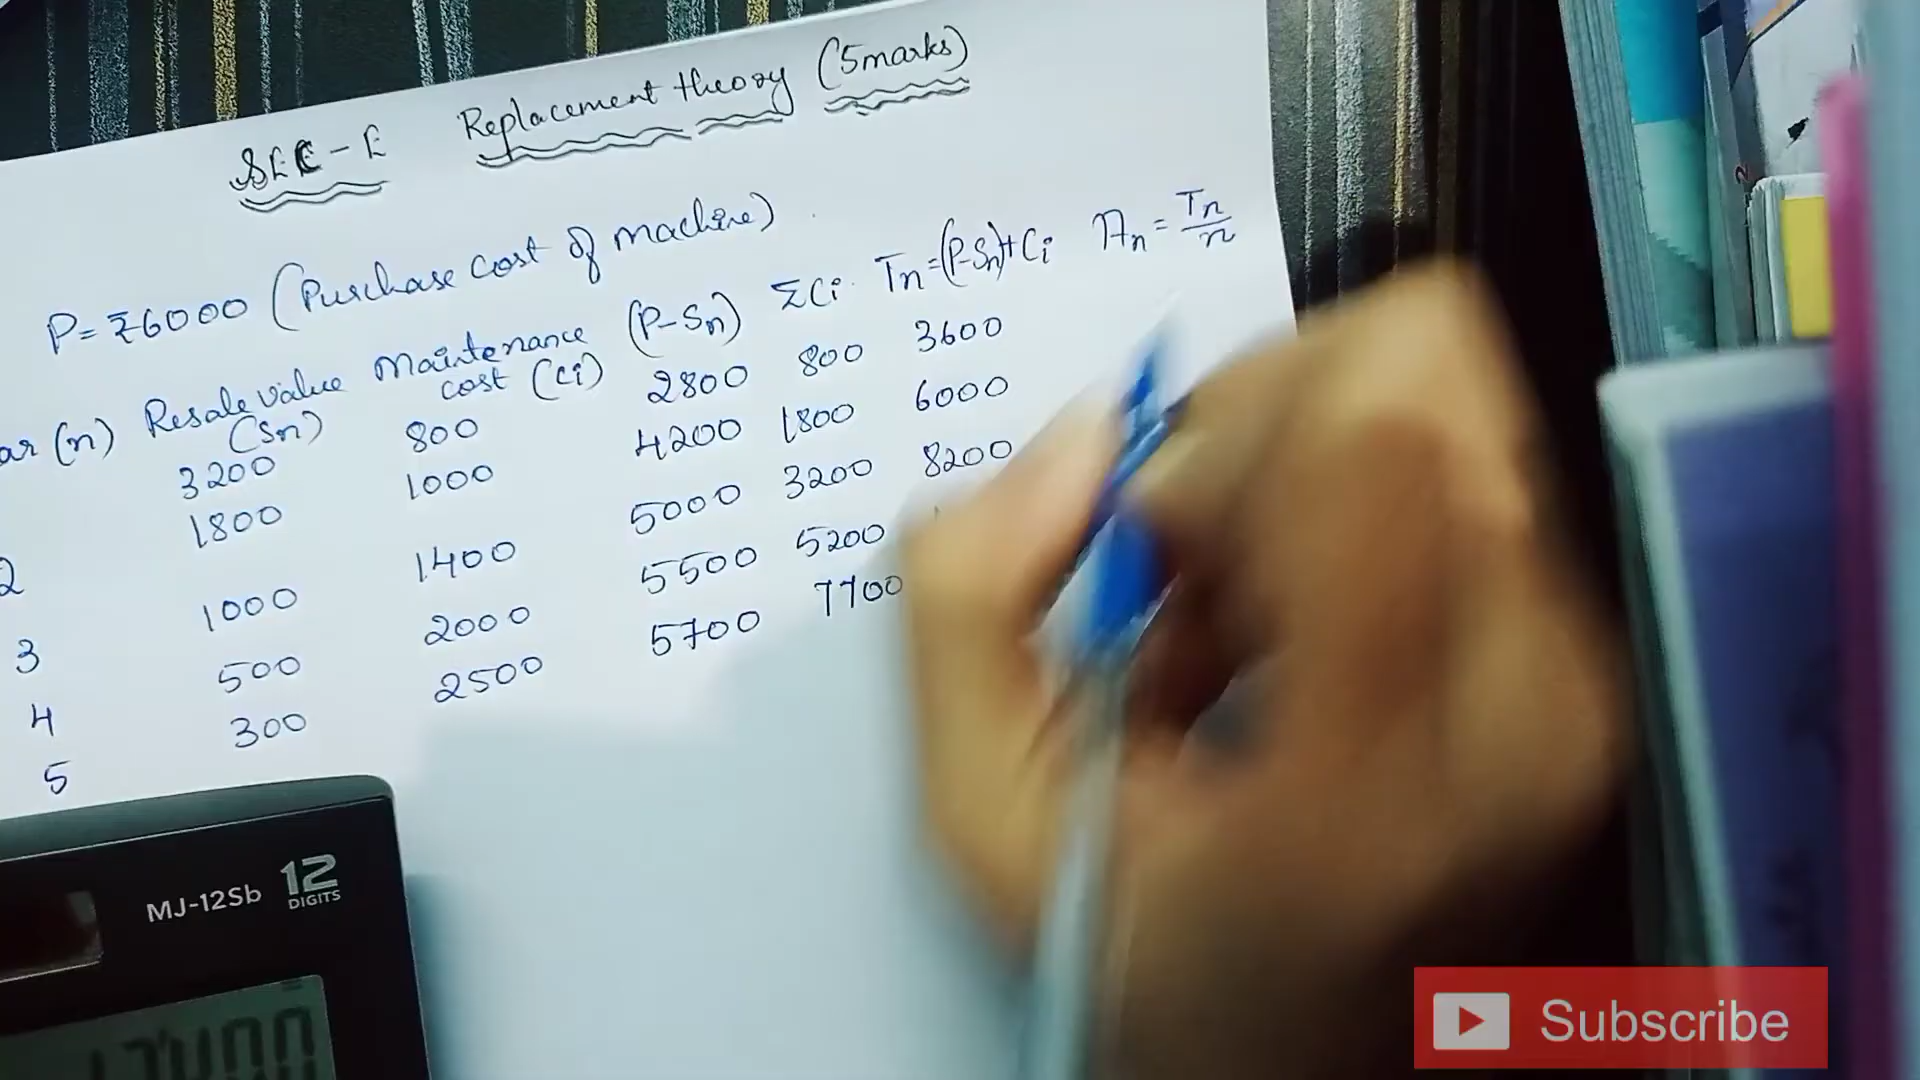 SEC-E Replacement theory (5marks)
P=₹6000 (Purchase cost of machine)
ar (n) Resale value (Sn) Maintenance cost (Ci) (P-Sn) ΣCi Tn=(P-Sn)+Ci An=Tn/n
3200 800 2800 800 3600
2 1800 1000 4200 1800 6000
3 1000 1400 5000 3200 8200
4 500 2000 5500 5200
5 300 2500 5700 7700
MJ-12Sb 12
DIGITS
Subscribe